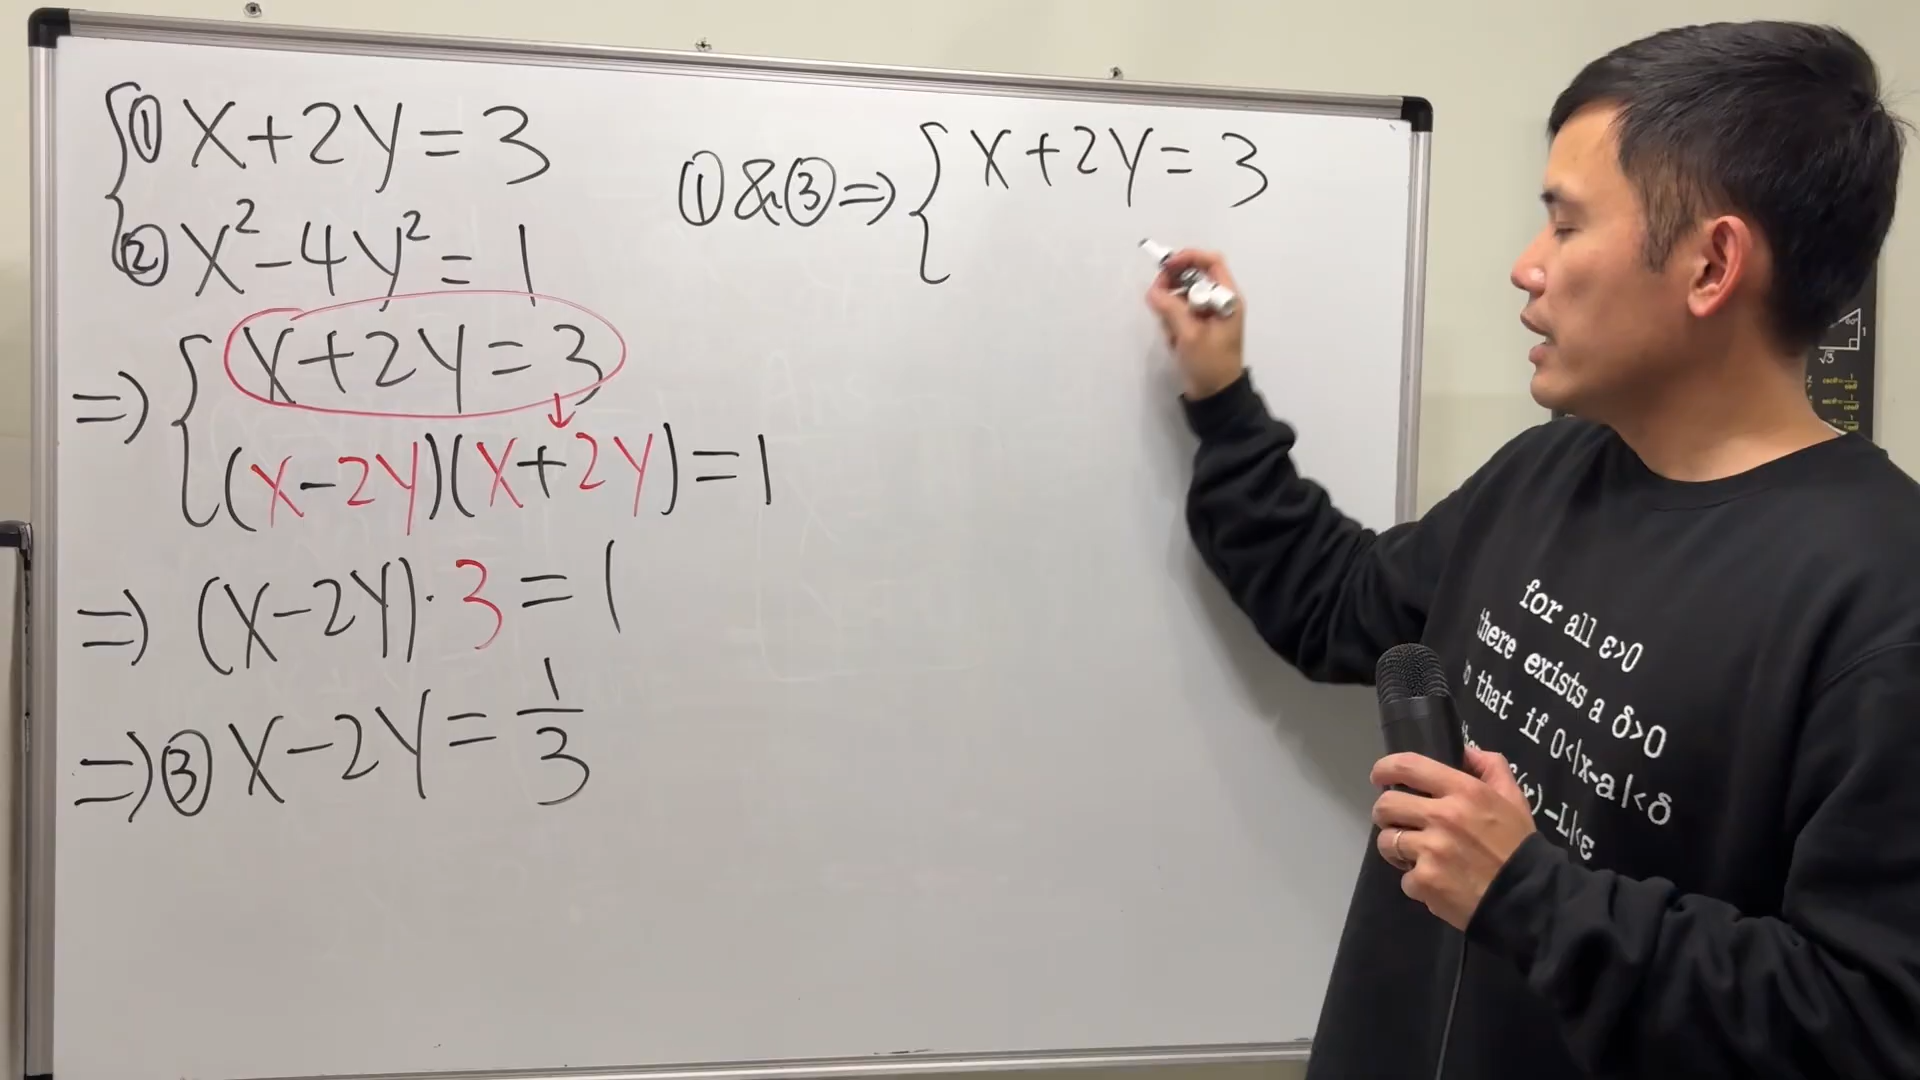 ① x+2y=3
② x²-4y²=1
⇒ x+2y=3
(x-2y)(x+2y)=1
⇒ (x-2y)·3=1
⇒ ③ x-2y=1/3
①&③⇒ { x+2y=3
for all ε>0
there exists a δ>0
that if 0<|x-a|<δ
-L|<ε